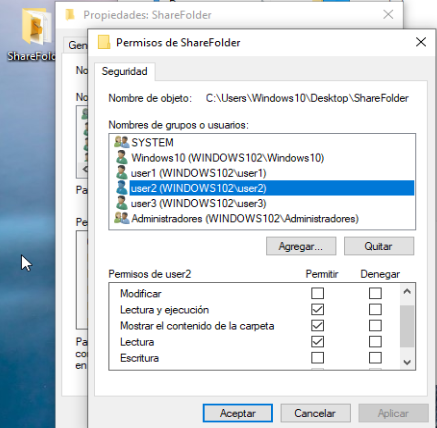 ShareFold
Propiedades: ShareFolder
Permisos de ShareFolder
Gen
Seguridad
No
Nombre de objeto: C:\Users\Windows10\Desktop\ShareFolder
No
Nombres de grupos o usuarios:
SYSTEM
Windows10 (WINDOWS102\Windows10)
user1 (WINDOWS102\user1)
user2 (WINDOWS102\user2)
user3 (WINDOWS102\user3)
Administradores (WINDOWS102\Administradores)
Pa
Agregar... Quitar
Pe
Permisos de user2 Permitir Denegar
Modificar
Lectura y ejecución
Mostrar el contenido de la carpeta
Lectura
Escritura
Pa
co
en
Aceptar Cancelar Aplicar